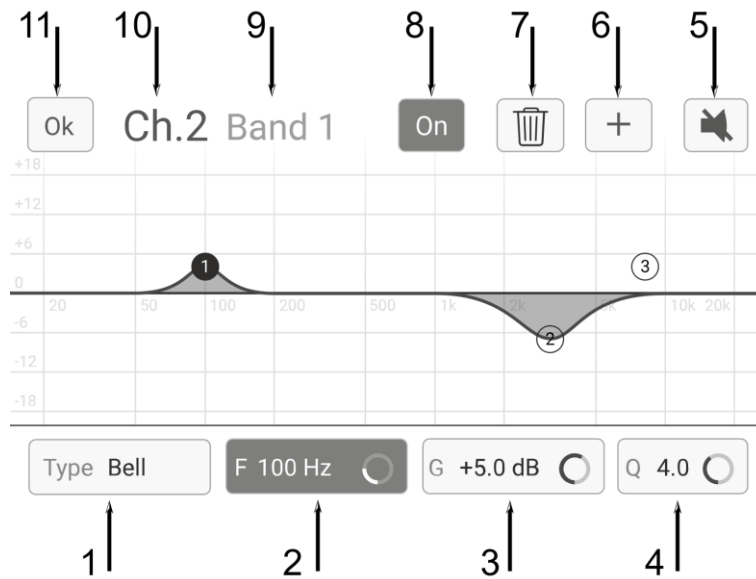 11 10 9 8 7 6 5
Ok Ch.2 Band 1 On +
+18
+12
+6
1 3
0
20 50 100 200 500 1k 2k 5k 10k 20k
-6
2
-12
-18
Type Bell F 100 Hz G +5.0 dB Q 4.0
1 2 3 4